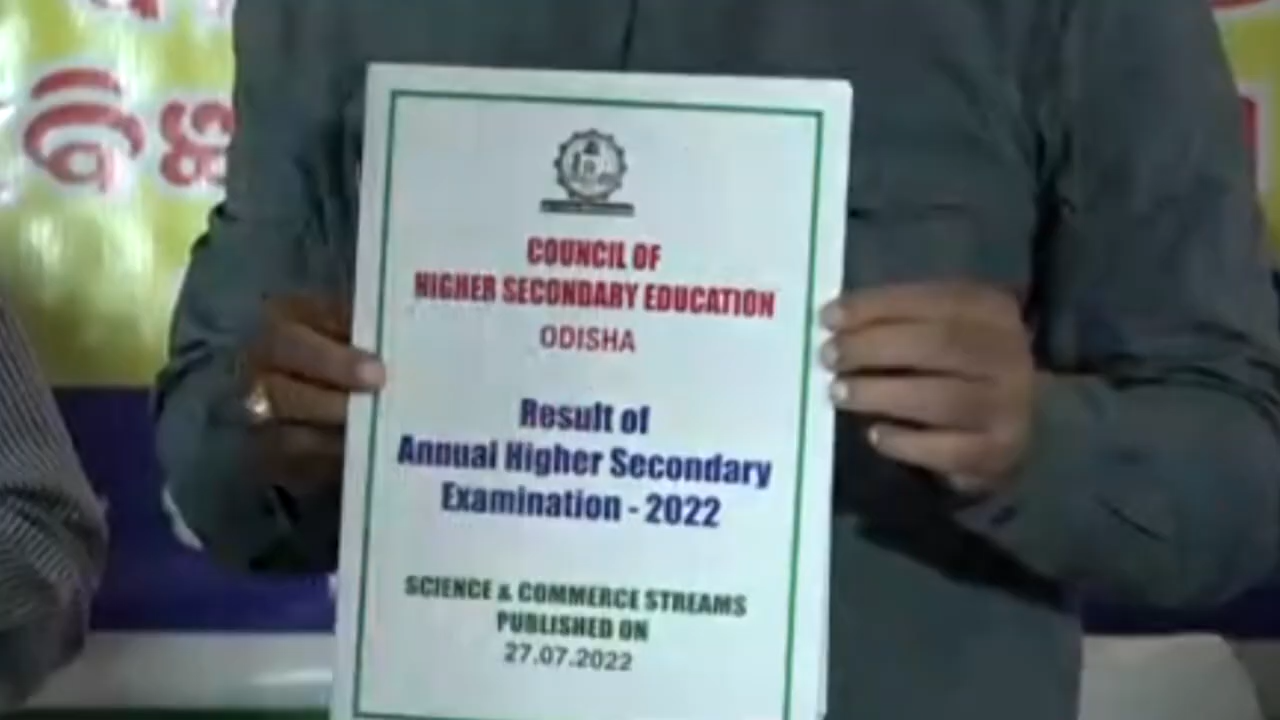 COUNCIL OF
HIGHER SECONDARY EDUCATION
ODISHA
Result of
Annual Higher Secondary
Examination - 2022
SCIENCE & COMMERCE STREAMS
PUBLISHED ON
27.07.2022